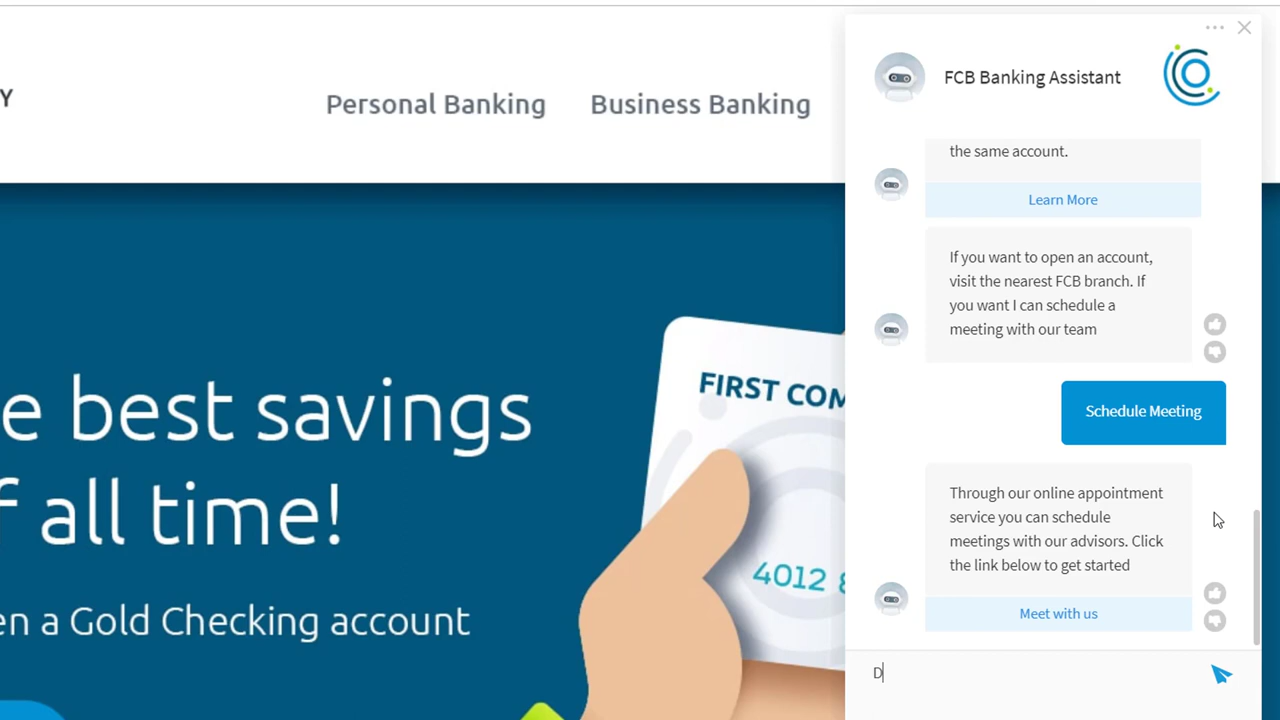 Y
Personal Banking
Business Banking
e best savings
f all time!
en a Gold Checking account
FIRST COM
4012 8
FCB Banking Assistant
the same account.
Learn More
If you want to open an account,
visit the nearest FCB branch. If
you want I can schedule a
meeting with our team
Schedule Meeting
Through our online appointment
service you can schedule
meetings with our advisors. Click
the link below to get started
Meet with us
D